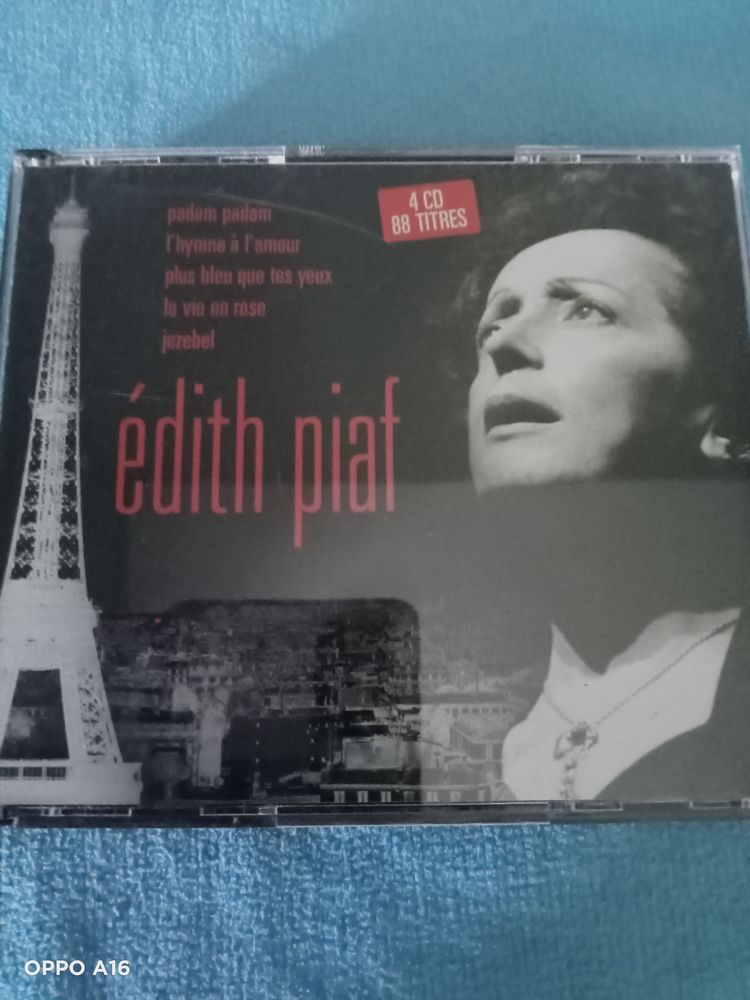 padam padam
l'hymne à l'amour
plus bleu que tes yeux
la vie en rose
jezebel
4 CD
88 TITRES
édith piaf
OPPO A16